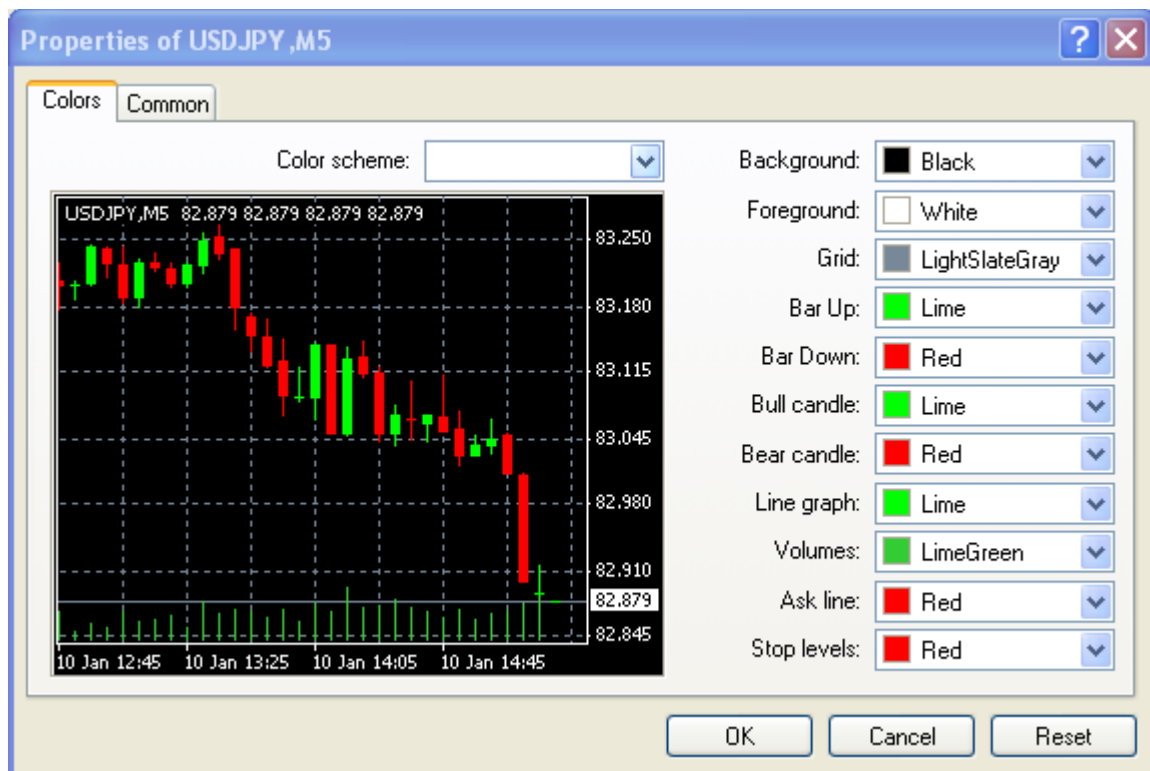 Properties of USDJPY,M5
Colors
Common
Color scheme:
USDJPY,M5 82.879 82.879 82.879 82.879
83.250
83.180
83.115
83.045
82.980
82.910
82.879
82.845
10 Jan 12:45 10 Jan 13:25 10 Jan 14:05 10 Jan 14:45
Background: Black
Foreground: White
Grid: LightSlateGray
Bar Up: Lime
Bar Down: Red
Bull candle: Lime
Bear candle: Red
Line graph: Lime
Volumes: LimeGreen
Ask line: Red
Stop levels: Red
OK
Cancel
Reset